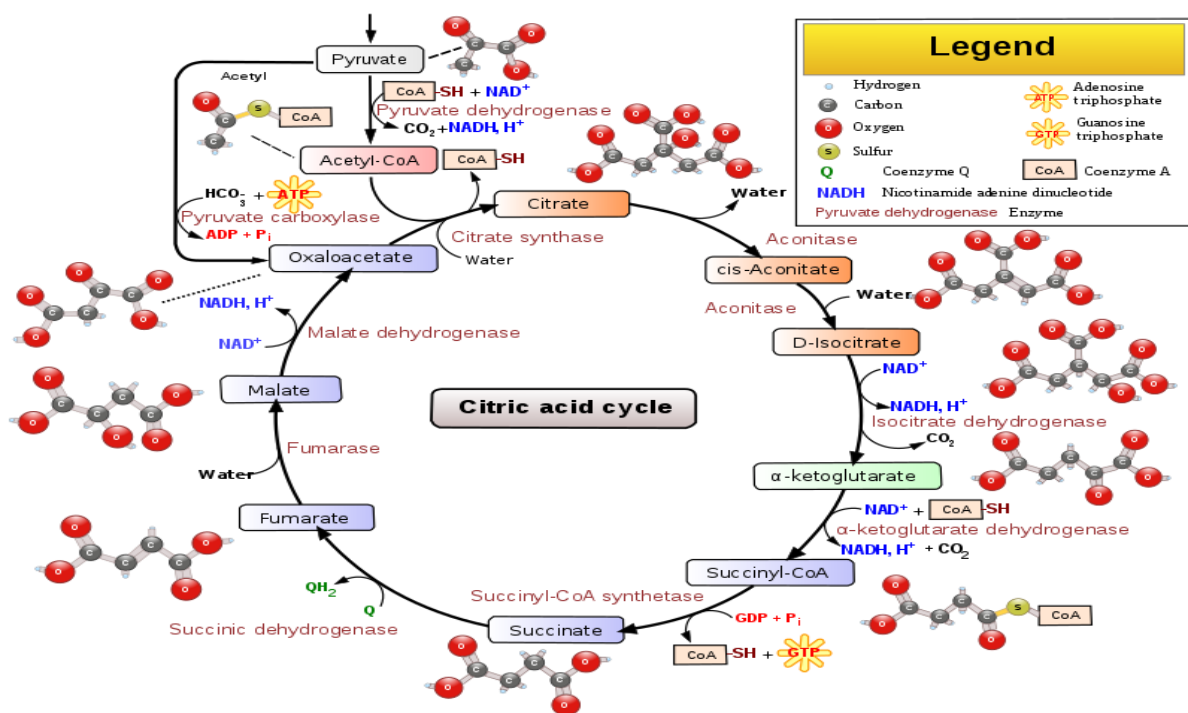 Pyruvate
Acetyl
CoA
CoA -SH + NAD⁺
Pyruvate dehydrogenase
CO₂ + NADH, H⁺
Acetyl-CoA
CoA -SH
HCO₃⁻ + ATP
Pyruvate carboxylase
ADP + Pᵢ
Oxaloacetate
Citrate synthase
Water
Citrate
Water
Aconitase
cis-Aconitate
Water
Aconitase
D-Isocitrate
NAD⁺
NADH, H⁺
Isocitrate dehydrogenase
CO₂
α-ketoglutarate
NAD⁺ + CoA -SH
α-ketoglutarate dehydrogenase
NADH, H⁺ + CO₂
Succinyl-CoA
CoA
Succinyl-CoA synthetase
GDP + Pᵢ
CoA -SH + GTP
Succinate
Succinic dehydrogenase
Q
QH₂
Fumarate
Water
Fumarase
Malate
NAD⁺
Malate dehydrogenase
NADH, H⁺
Citric acid cycle
Legend
Hydrogen
Carbon
Oxygen
S Sulfur
Q Coenzyme Q
NADH Nicotinamide adenine dinucleotide
Pyruvate dehydrogenase Enzyme
ATP Adenosine
triphosphate
GTP Guanosine
triphosphate
CoA Coenzyme A